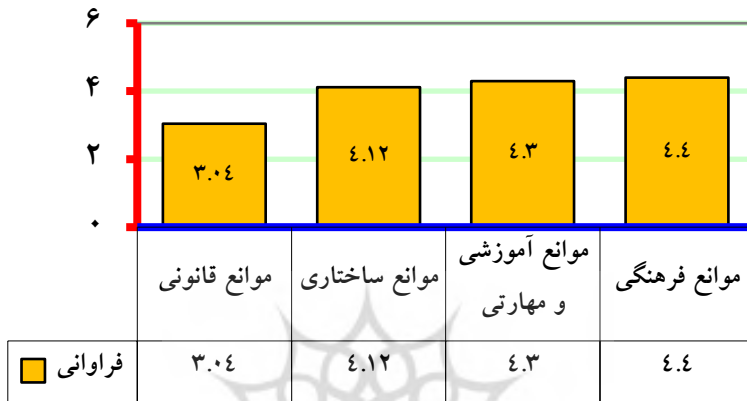 ۶
۴
۲
۰
۳.۰٤
٤.۱۲
٤.۳
٤.٤
موانع قانونی
موانع ساختاری
موانع آموزشی
و مهارتی
موانع فرهنگی
فراوانی
۳.۰٤
٤.۱۲
٤.۳
٤.٤